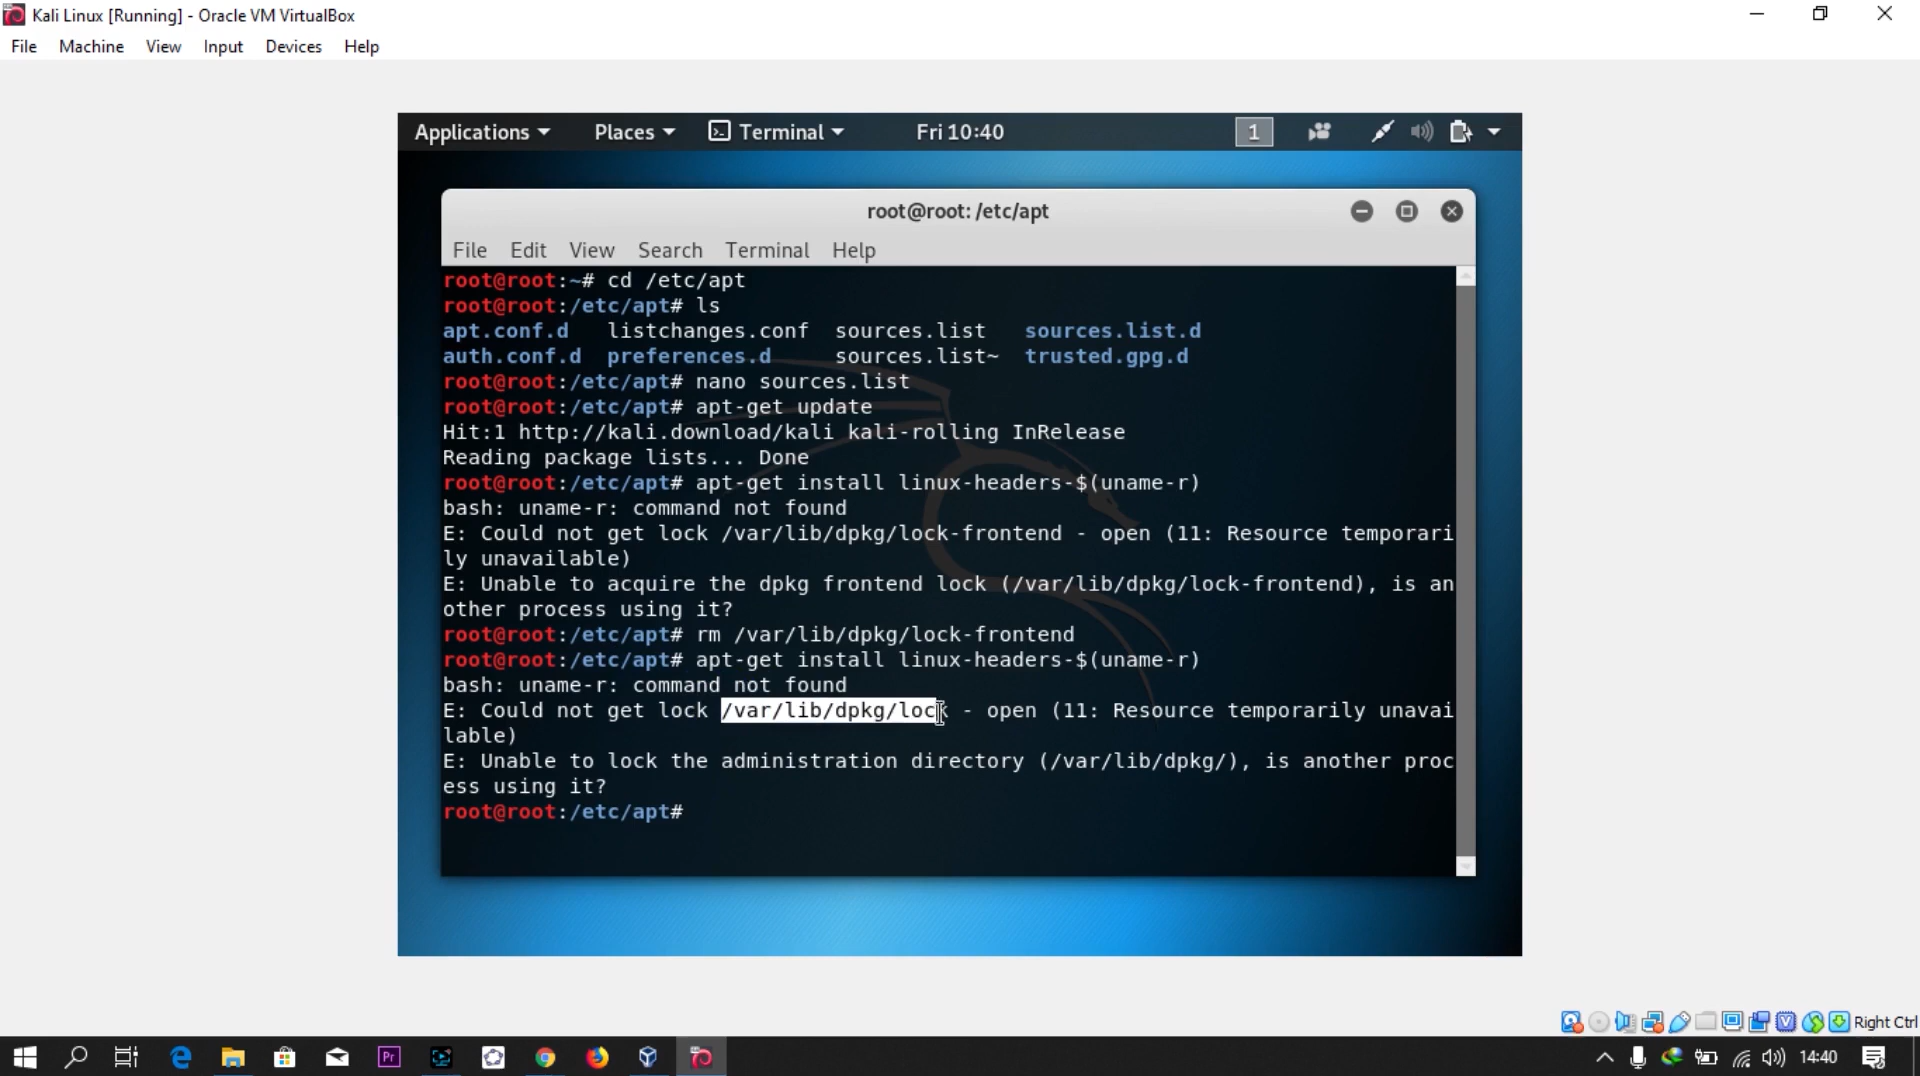 Kali Linux [Running] - Oracle VM VirtualBox
File Machine View Input Devices Help
Applications Places Terminal Fri 10:40 1
root@root: /etc/apt
File Edit View Search Terminal Help
root@root:~# cd /etc/apt
root@root:/etc/apt# ls
apt.conf.d listchanges.conf sources.list sources.list.d
auth.conf.d preferences.d sources.list~ trusted.gpg.d
root@root:/etc/apt# nano sources.list
root@root:/etc/apt# apt-get update
Hit:1 http://kali.download/kali kali-rolling InRelease
Reading package lists... Done
root@root:/etc/apt# apt-get install linux-headers-$(uname-r)
bash: uname-r: command not found
E: Could not get lock /var/lib/dpkg/lock-frontend - open (11: Resource temporari
ly unavailable)
E: Unable to acquire the dpkg frontend lock (/var/lib/dpkg/lock-frontend), is an
other process using it?
root@root:/etc/apt# rm /var/lib/dpkg/lock-frontend
root@root:/etc/apt# apt-get install linux-headers-$(uname-r)
bash: uname-r: command not found
E: Could not get lock /var/lib/dpkg/lock - open (11: Resource temporarily unavai
lable)
E: Unable to lock the administration directory (/var/lib/dpkg/), is another proc
ess using it?
root@root:/etc/apt#
Right Ctrl
Pr
14:40